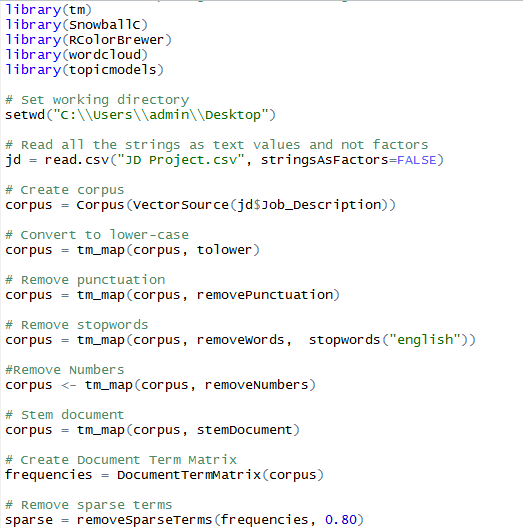 library(tm)
library(SnowballC)
library(RColorBrewer)
library(wordcloud)
library(topicmodels)
# Set working directory
setwd("C:\\Users\\admin\\Desktop")
# Read all the strings as text values and not factors
jd = read.csv("JD Project.csv", stringsAsFactors=FALSE)
# Create corpus
corpus = Corpus(VectorSource(jd$Job_Description))
# Convert to lower-case
corpus = tm_map(corpus, tolower)
# Remove punctuation
corpus = tm_map(corpus, removePunctuation)
# Remove stopwords
corpus = tm_map(corpus, removeWords,  stopwords("english"))
#Remove Numbers
corpus <- tm_map(corpus, removeNumbers)
# Stem document
corpus = tm_map(corpus, stemDocument)
# Create Document Term Matrix
frequencies = DocumentTermMatrix(corpus)
# Remove sparse terms
sparse = removeSparseTerms(frequencies, 0.80)